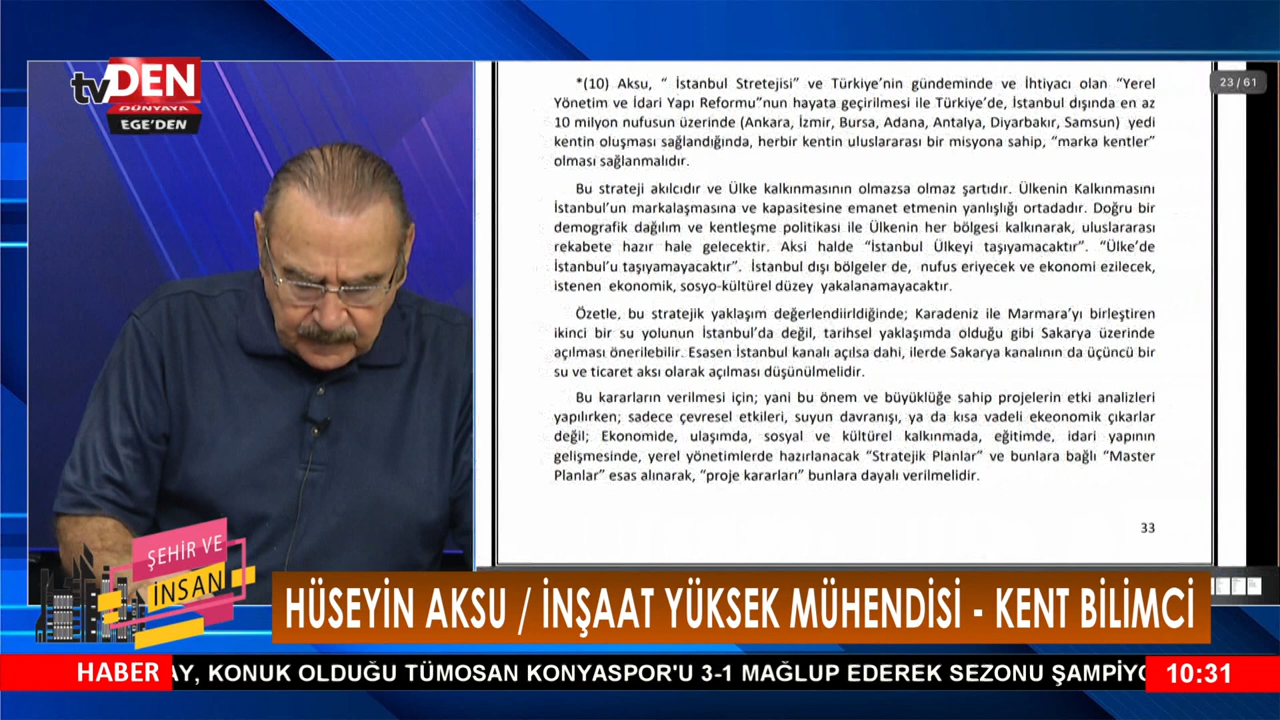 tvDEN
DÜNYAYA
EGE'DEN
23/61
*(10) Aksu, “ İstanbul Stretejisi” ve Türkiye’nin gündeminde ve İhtiyacı olan “Yerel
Yönetim ve İdari Yapı Reformu”nun hayata geçirilmesi ile Türkiye’de, İstanbul dışında en az
10 milyon nufusun üzerinde (Ankara, İzmir, Bursa, Adana, Antalya, Diyarbakır, Samsun) yedi
kentin oluşması sağlandığında, herbir kentin uluslararası bir misyona sahip, “marka kentler”
olması sağlanmalıdır.
Bu strateji akılcıdır ve Ülke kalkınmasının olmazsa olmaz şartıdır. Ülkenin Kalkınmasını
İstanbul’un markalaşmasına ve kapasitesine emanet etmenin yanlışlığı ortadadır. Doğru bir
demografik dağılım ve kentleşme politikası ile Ülkenin her bölgesi kalkınarak, uluslararası
rekabete hazır hale gelecektir. Aksi halde “İstanbul Ülkeyi taşıyamacaktır”. “Ülke’de
İstanbul’u taşıyamayacaktır”. İstanbul dışı bölgeler de, nufus eriyecek ve ekonomi ezilecek,
istenen ekonomik, sosyo-kültürel düzey yakalanamayacaktır.
Özetle, bu stratejik yaklaşım değerlendiirldiğinde; Karadeniz ile Marmara’yı birleştiren
ikinci bir su yolunun İstanbul’da değil, tarihsel yaklaşımda olduğu gibi Sakarya üzerinde
açılması önerilebilir. Esasen İstanbul kanalı açılsa dahi, ilerde Sakarya kanalının da üçüncü bir
su ve ticaret aksı olarak açılması düşünülmelidir.
Bu kararların verilmesi için; yani bu önem ve büyüklüğe sahip projelerin etki analizleri
yapılırken; sadece çevresel etkileri, suyun davranışı, ya da kısa vadeli ekeonomik çıkarlar
değil; Ekonomide, ulaşımda, sosyal ve kültürel kalkınmada, eğitimde, idari yapının
gelişmesinde, yerel yönetimlerde hazırlanacak “Stratejik Planlar” ve bunlara bağlı “Master
Planlar” esas alınarak, “proje kararları” bunlara dayalı verilmelidir.
33
ŞEHİR VE
İNSAN
HÜSEYİN AKSU / İNŞAAT YÜKSEK MÜHENDİSİ - KENT BİLİMCİ
HABER AY, KONUK OLDUĞU TÜMOSAN KONYASPOR'U 3-1 MAĞLUP EDEREK SEZONU ŞAMPİYO 10:31